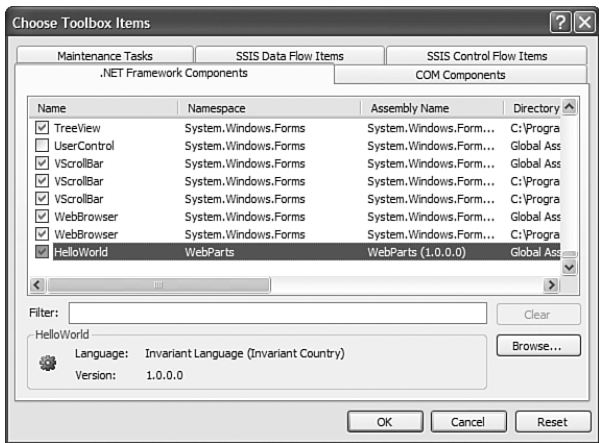 Choose Toolbox Items
Maintenance Tasks SSIS Data Flow Items SSIS Control Flow Items
.NET Framework Components COM Components
Name Namespace Assembly Name Directory
TreeView System.Windows.Forms System.Windows.Form... C:\Progra
UserControl System.Windows.Forms System.Windows.Form... Global Ass
VScrollBar System.Windows.Forms System.Windows.Form... C:\Progra
VScrollBar System.Windows.Forms System.Windows.Form... C:\Progra
WebBrowser System.Windows.Forms System.Windows.Form... Global Ass
WebBrowser System.Windows.Forms System.Windows.Form... C:\Progra
HelloWorld WebParts WebParts (1.0.0.0) Global Ass
Filter: Clear
HelloWorld
Language: Invariant Language (Invariant Country) Browse...
Version: 1.0.0.0
OK Cancel Reset